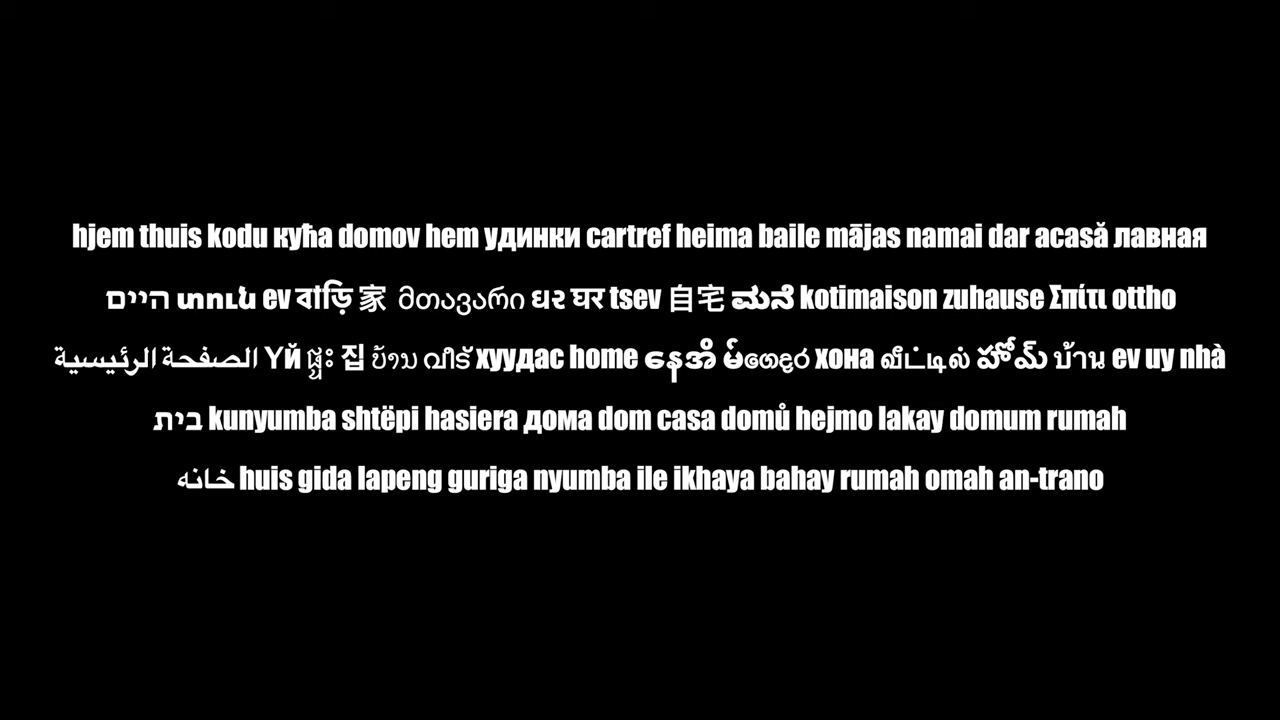 hjem thuis kodu кућа domov hem удинки cartref heima baile mājas namai dar acasă лавная
היים տուն ev বাড়ি 家 მთავარი ઘર घर tsev 自宅 ಮನೆ kotimaison zuhause Σπίτι ottho
الصفحة الرئيسية Үй ផ្ទះ 집 ບ້ານ വീട് хуудас home နေအိမ် ගෙදර хона வீட்டில் హోమ్ บ้าน ev uy nhà
בית kunyumba shtëpi hasiera дома dom casa domů hejmo lakay domum rumah
خانه huis gida lapeng guriga nyumba ile ikhaya bahay rumah omah an-trano